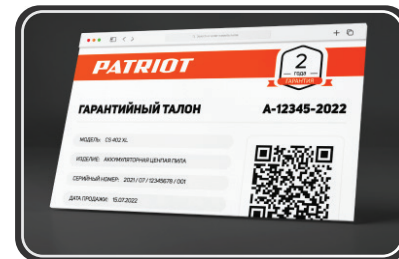 PATRIOT
2
ГОДА
ГАРАНТИЯ
ГАРАНТИЙНЫЙ ТАЛОН
A-12345-2022
МОДЕЛЬ: CS 402 XL
ИЗДЕЛИЕ: АККУМУЛЯТОРНАЯ ЦЕПНАЯ ПИЛА
СЕРИЙНЫЙ НОМЕР: 2021 / 07 / 12345678 / 001
ДАТА ПРОДАЖИ: 15.07.2022